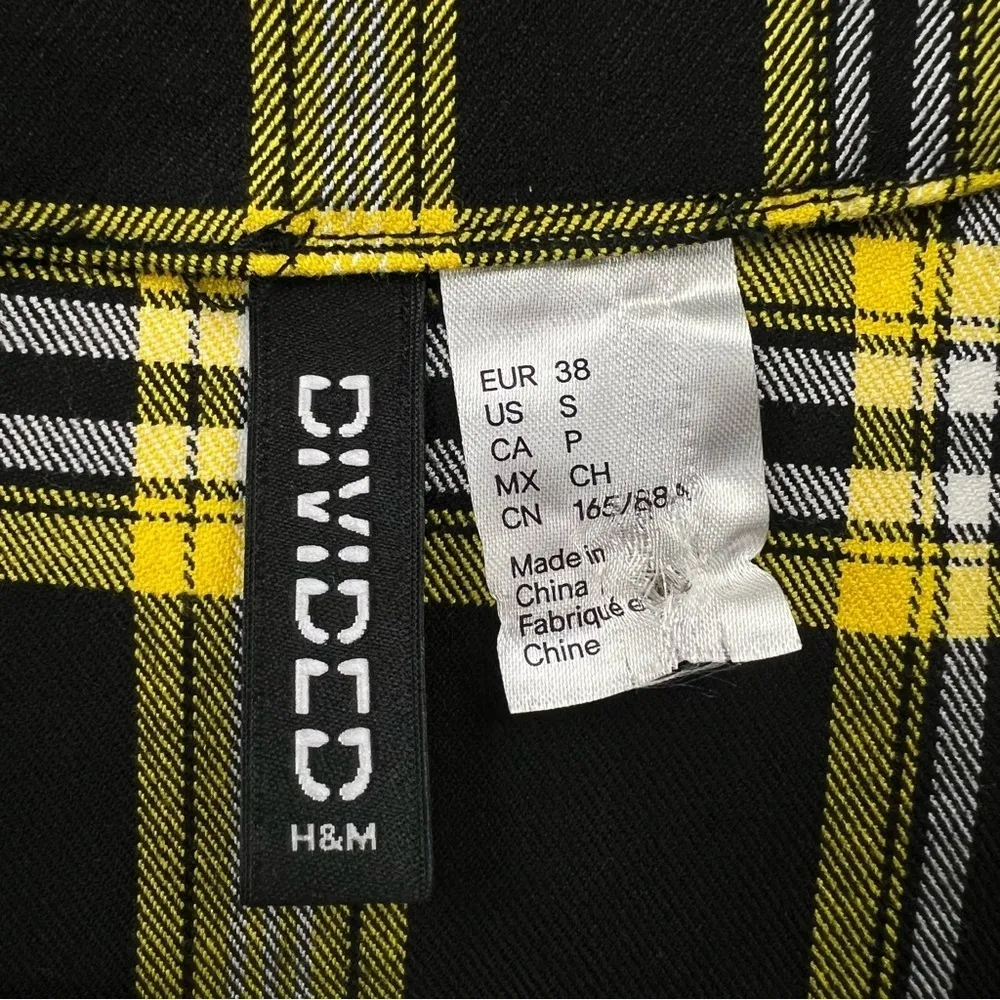 DIVIDED
H&M
EUR 38
US S
CA P
MX CH
CN 165/88
Made in
China
Fabriqué e
Chine